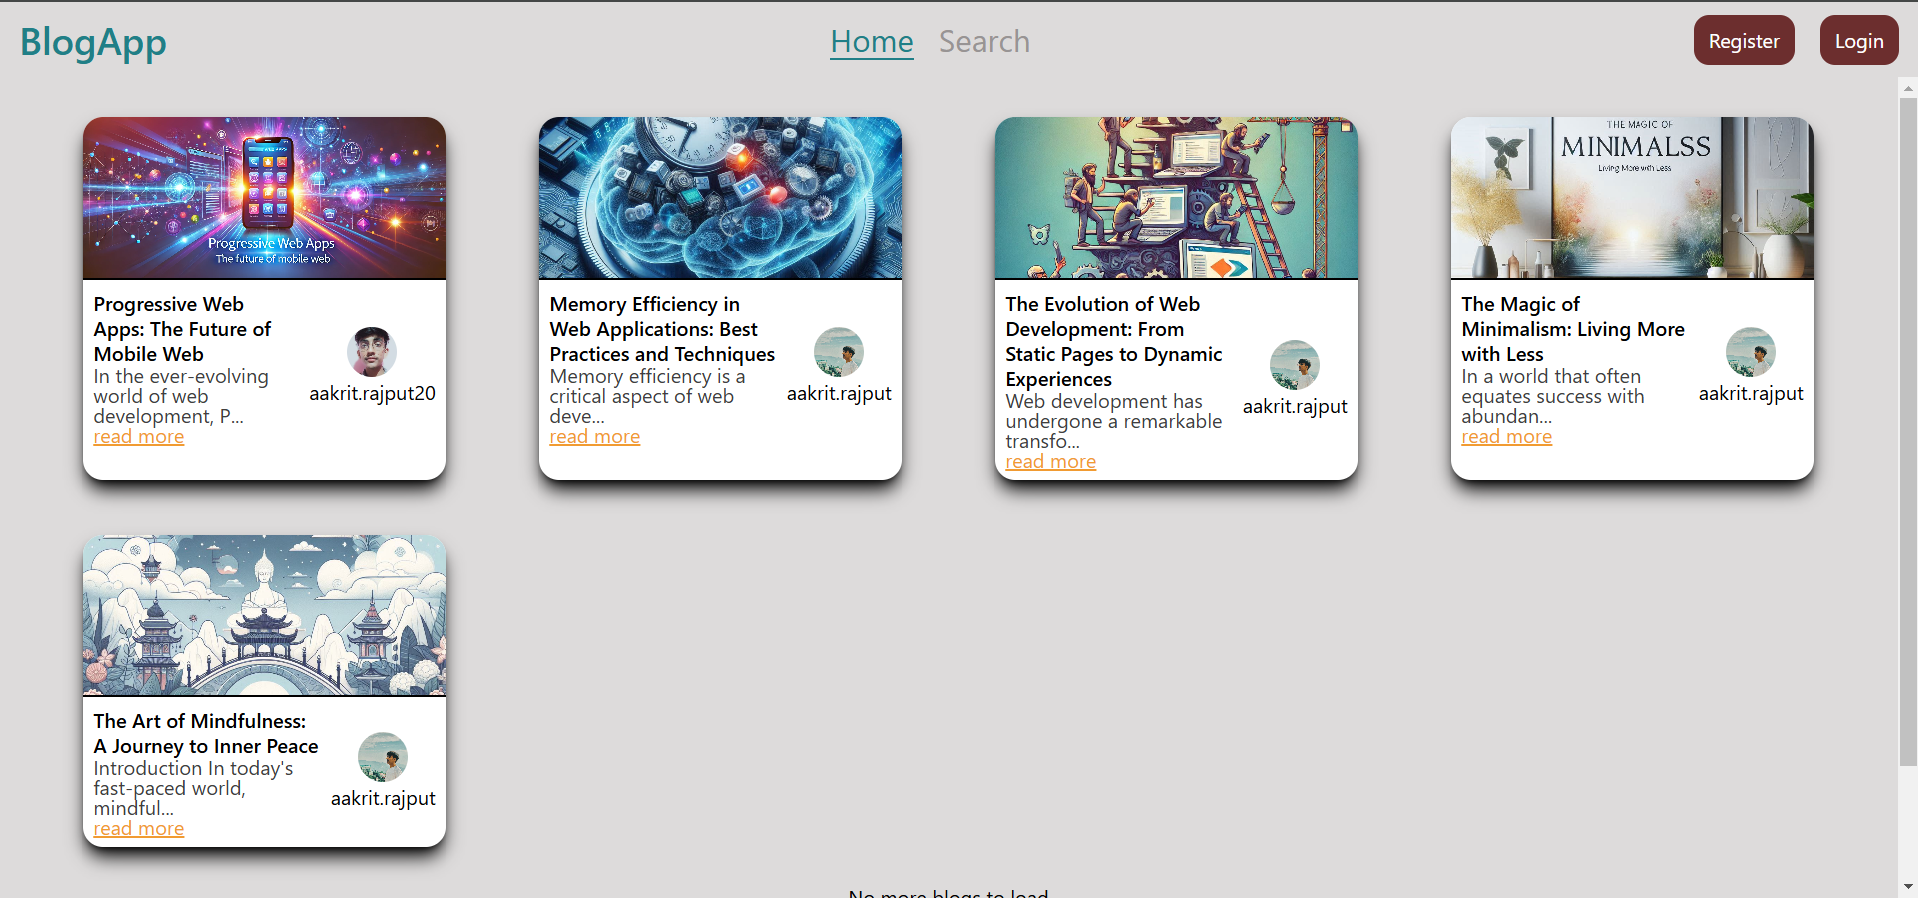 BlogApp
Home
Search
Register
Login
Progressive Web Apps
The future of mobile web
Progressive Web
Apps: The Future of
Mobile Web
In the ever-evolving
world of web
development, P...
read more
aakrit.rajput20
Memory Efficiency in
Web Applications: Best
Practices and Techniques
Memory efficiency is a
critical aspect of web
deve...
read more
aakrit.rajput
The Evolution of Web
Development: From
Static Pages to Dynamic
Experiences
Web development has
undergone a remarkable
transfo...
read more
aakrit.rajput
THE MAGIC OF
MINIMALSS
Living More with Less
The Magic of
Minimalism: Living More
with Less
In a world that often
equates success with
abundan...
read more
aakrit.rajput
The Art of Mindfulness:
A Journey to Inner Peace
Introduction In today's
fast-paced world,
mindful...
read more
aakrit.rajput
No more blogs to load